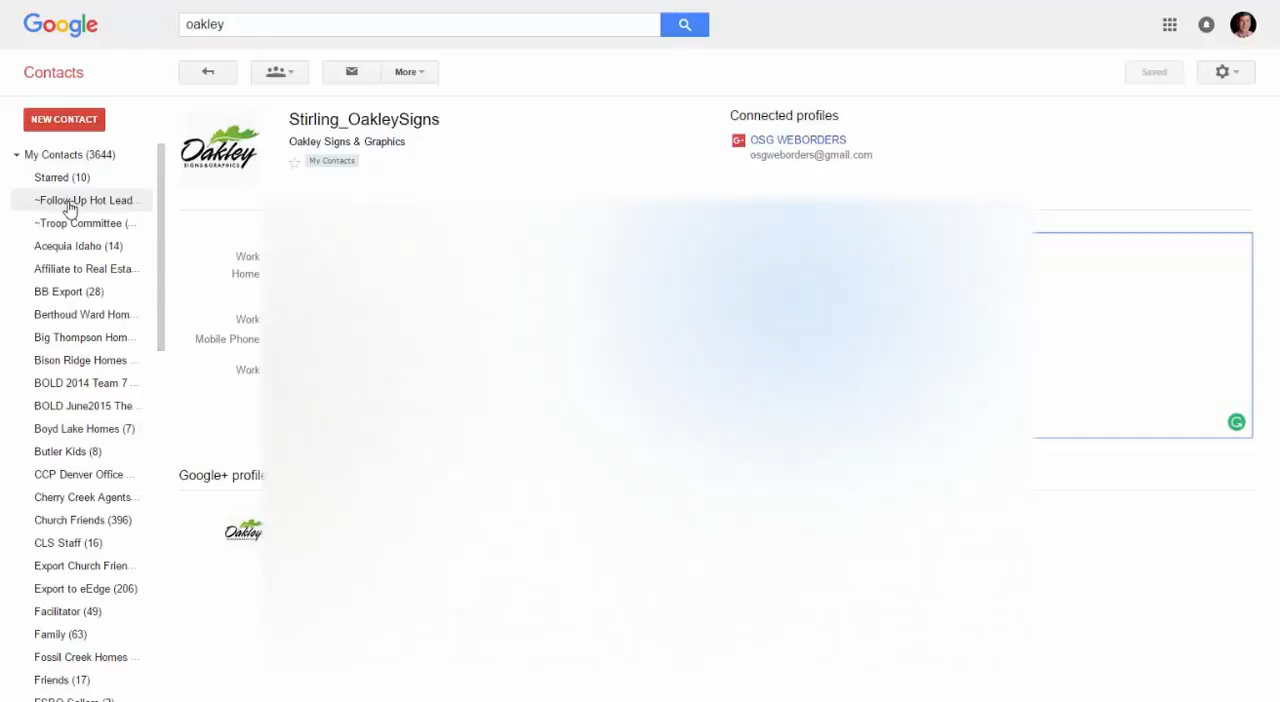 Google
oakley
Contacts
More
Saved
NEW CONTACT
My Contacts (3644)
Starred (10)
~Follow Up Hot Lead...
~Troop Committee (...
Acequia Idaho (14)
Affiliate to Real Esta...
BB Export (28)
Berthoud Ward Hom...
Big Thompson Hom...
Bison Ridge Homes ...
BOLD 2014 Team 7 ...
BOLD June2015 The...
Boyd Lake Homes (7)
Butler Kids (8)
CCP Denver Office ...
Cherry Creek Agents...
Church Friends (396)
CLS Staff (16)
Export Church Frien...
Export to eEdge (206)
Facilitator (49)
Family (63)
Fossil Creek Homes ...
Friends (17)
Oakley
SIGNS & GRAPHICS
Stirling_OakleySigns
Oakley Signs & Graphics
My Contacts
Connected profiles
OSG WEBORDERS
osgweborders@gmail.com
Work
Home
Work
Mobile Phone
Work
Google+ profile
Oakley